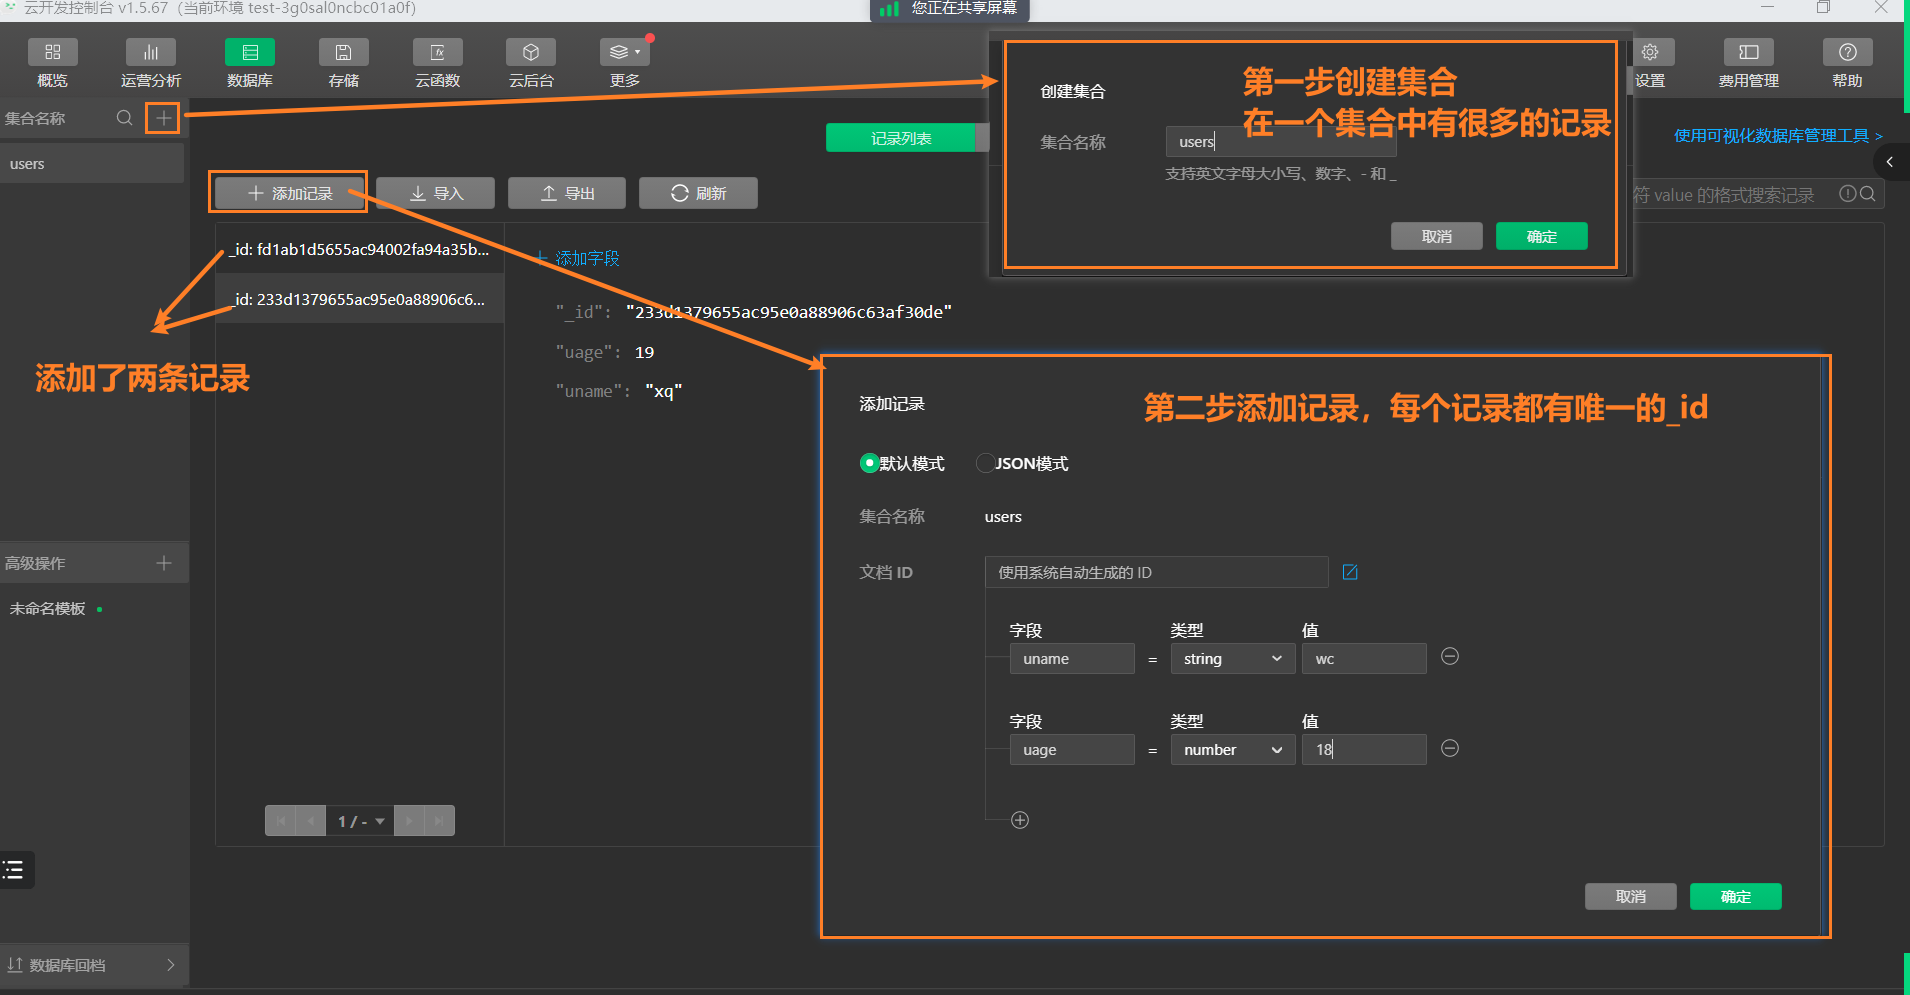 云开发控制台 v1.5.67 (当前环境 test-3g0sal0ncbc01a0f)
您正在共享屏幕
概览
运营分析
数据库
存储
云函数
云后台
更多
设置
费用管理
帮助
集合名称
users
记录列表
使用可视化数据库管理工具 >
添加记录
导入
导出
刷新
符 value 的格式搜索记录
创建集合
第一步创建集合
在一个集合中有很多的记录
集合名称
users
支持英文字母大小写、数字、- 和 _
取消
确定
_id: fd1ab1d5655ac94002fa94a35b...
_id: 233d1379655ac95e0a88906c6...
添加了两条记录
+ 添加字段
"_id": "233d1379655ac95e0a88906c63af30de"
"uage": 19
"uname": "xq"
添加记录
第二步添加记录，每个记录都有唯一的_id
默认模式
JSON模式
集合名称
users
文档 ID
使用系统自动生成的 ID
字段
类型
值
uname
=
string
wc
字段
类型
值
uage
=
number
18
取消
确定
1 / -
高级操作
未命名模板
数据库回档